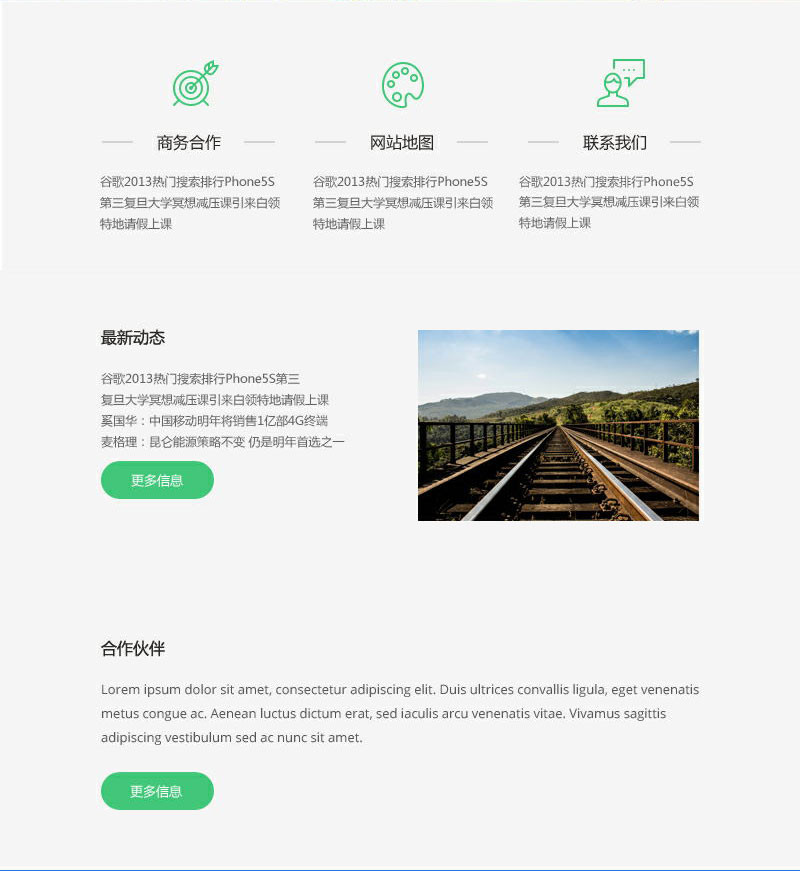 商务合作
谷歌2013热门搜索排行Phone5S
第三复旦大学冥想减压课引来白领
特地请假上课
网站地图
谷歌2013热门搜索排行Phone5S
第三复旦大学冥想减压课引来白领
特地请假上课
联系我们
谷歌2013热门搜索排行Phone5S
第三复旦大学冥想减压课引来白领
特地请假上课
最新动态
谷歌2013热门搜索排行Phone5S第三
复旦大学冥想减压课引来白领特地请假上课
奚国华：中国移动明年将销售1亿部4G终端
麦格理：昆仑能源策略不变 仍是明年首选之一
更多信息
合作伙伴
Lorem ipsum dolor sit amet, consectetur adipiscing elit. Duis ultrices convallis ligula, eget venenatis
metus congue ac. Aenean luctus dictum erat, sed iaculis arcu venenatis vitae. Vivamus sagittis
adipiscing vestibulum sed ac nunc sit amet.
更多信息